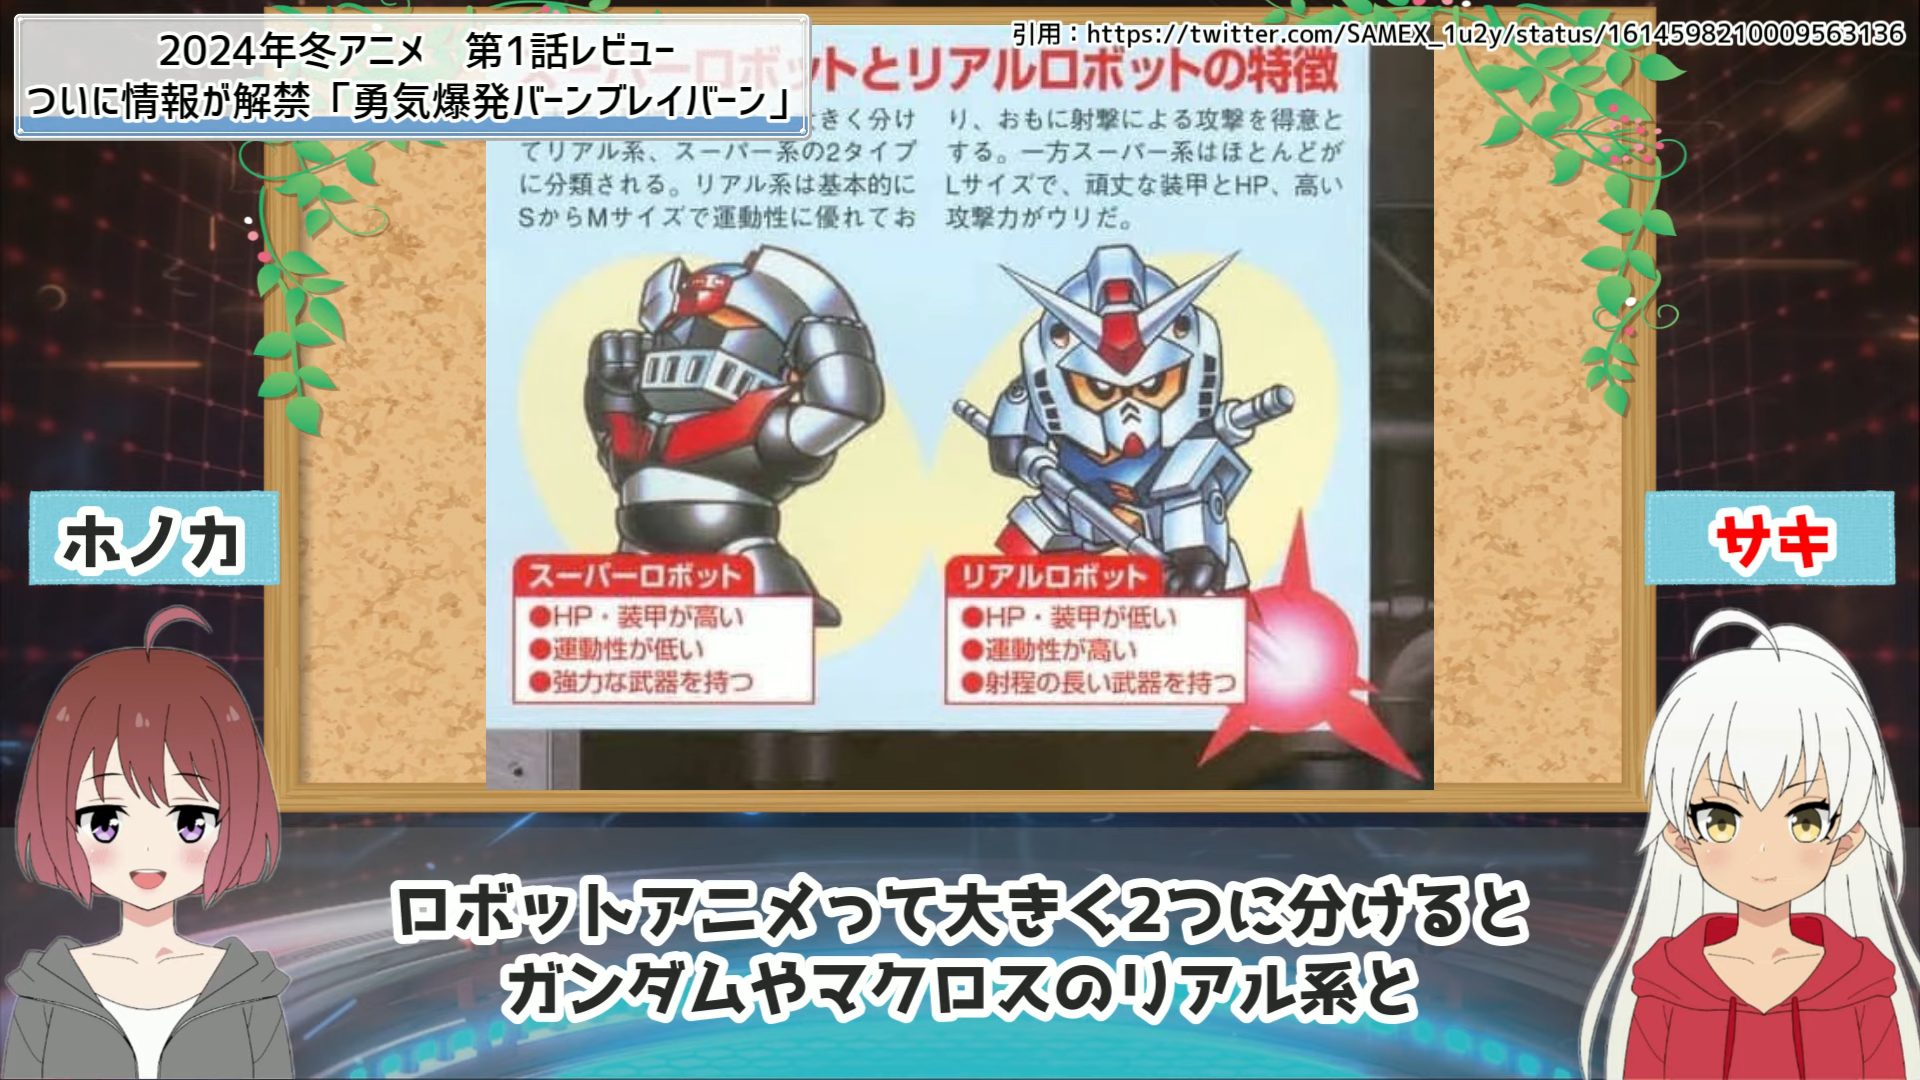 2024年冬アニメ　第1話レビュー
ついに情報が解禁「勇気爆発バーンブレイバーン」
引用：https://twitter.com/SAMEX_1u2y/status/1614598210009563136
スーパーロボットとリアルロボットの特徴
きく分け
てリアル系、スーパー系の2タイプ
に分類される。リアル系は基本的に
SからMサイズで運動性に優れてお
り、おもに射撃による攻撃を得意と
する。一方スーパー系はほとんどが
Lサイズで、頑丈な装甲とHP、高い
攻撃力がウリだ。
スーパーロボット
●HP・装甲が高い
●運動性が低い
●強力な武器を持つ
リアルロボット
●HP・装甲が低い
●運動性が高い
●射程の長い武器を持つ
ホノカ
サキ
ロボットアニメって大きく2つに分けると
ガンダムやマクロスのリアル系と